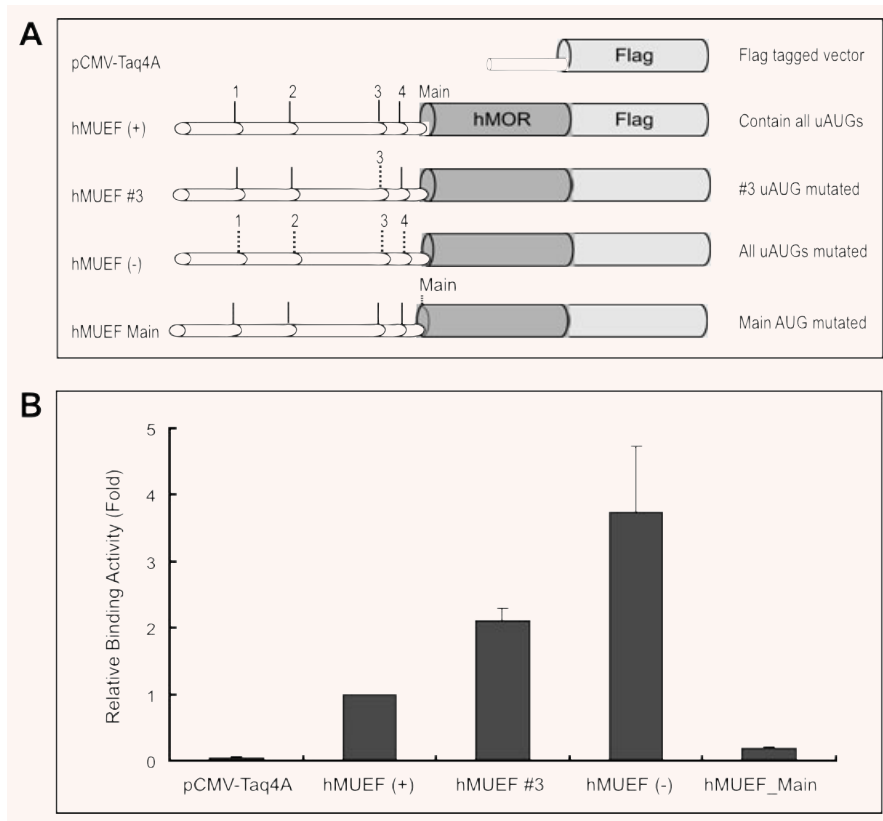 A
pCMV-Taq4A Flag Flag tagged vector
1 2 3 4 Main
hMUEF (+) hMOR Flag Contain all uAUGs
3
hMUEF #3 #3 uAUG mutated
1 2 3 4
hMUEF (-) All uAUGs mutated
Main
hMUEF Main Main AUG mutated
B
Relative Binding Activity (Fold)
5
4
3
2
1
0
pCMV-Taq4A hMUEF (+) hMUEF #3 hMUEF (-) hMUEF_Main